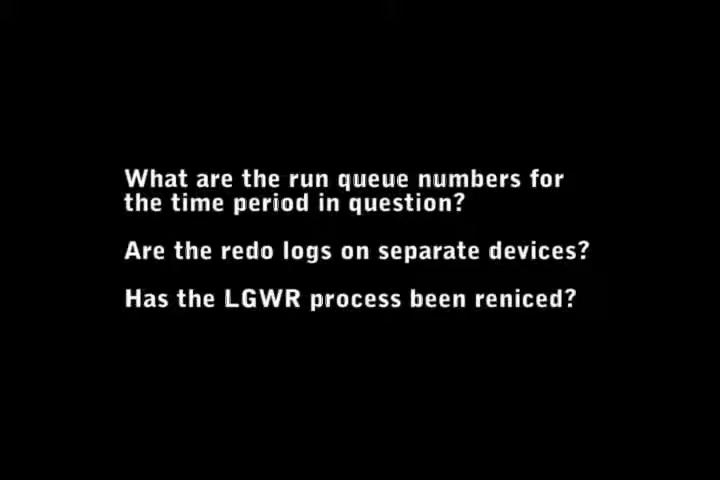 What are the run queue numbers for
the time period in question?
Are the redo logs on separate devices?
Has the LGWR process been reniced?